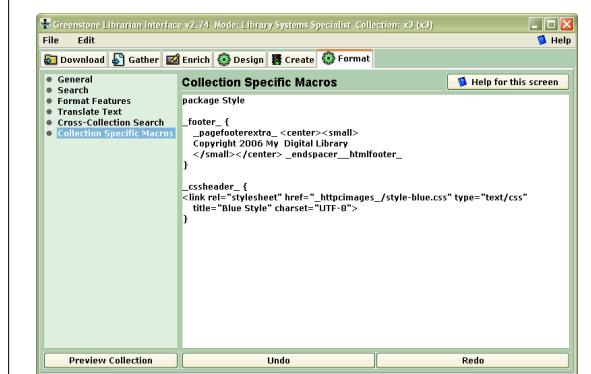 Greenstone Librarian Interface v2.74 Mode: Library Systems Specialist Collection: x3 (x3)
File Edit Help
Download Gather Enrich Design Create Format
General
Search
Format Features
Translate Text
Cross-Collection Search
Collection Specific Macros
Collection Specific Macros
Help for this screen
package Style
_footer_ {
_pagefooterextra_ <center><small>
Copyright 2006 My Digital Library
</small></center> _endspacer__htmlfooter_
}
_cssheader_ {
<link rel="stylesheet" href="_httpcimages_/style-blue.css" type="text/css"
title="Blue Style" charset="UTF-8">
}
Preview Collection Undo Redo